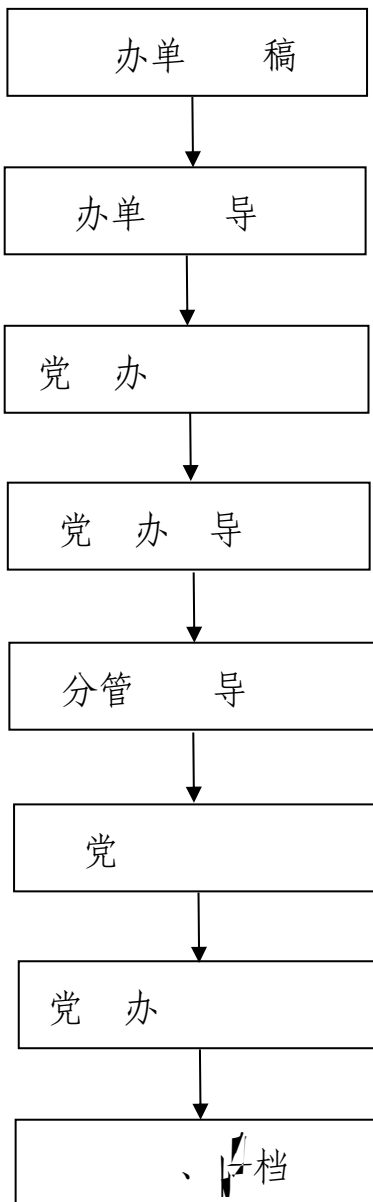 办单 稿
办单 导
党 办
党 办 导
分管 导
党
党 办
、 档